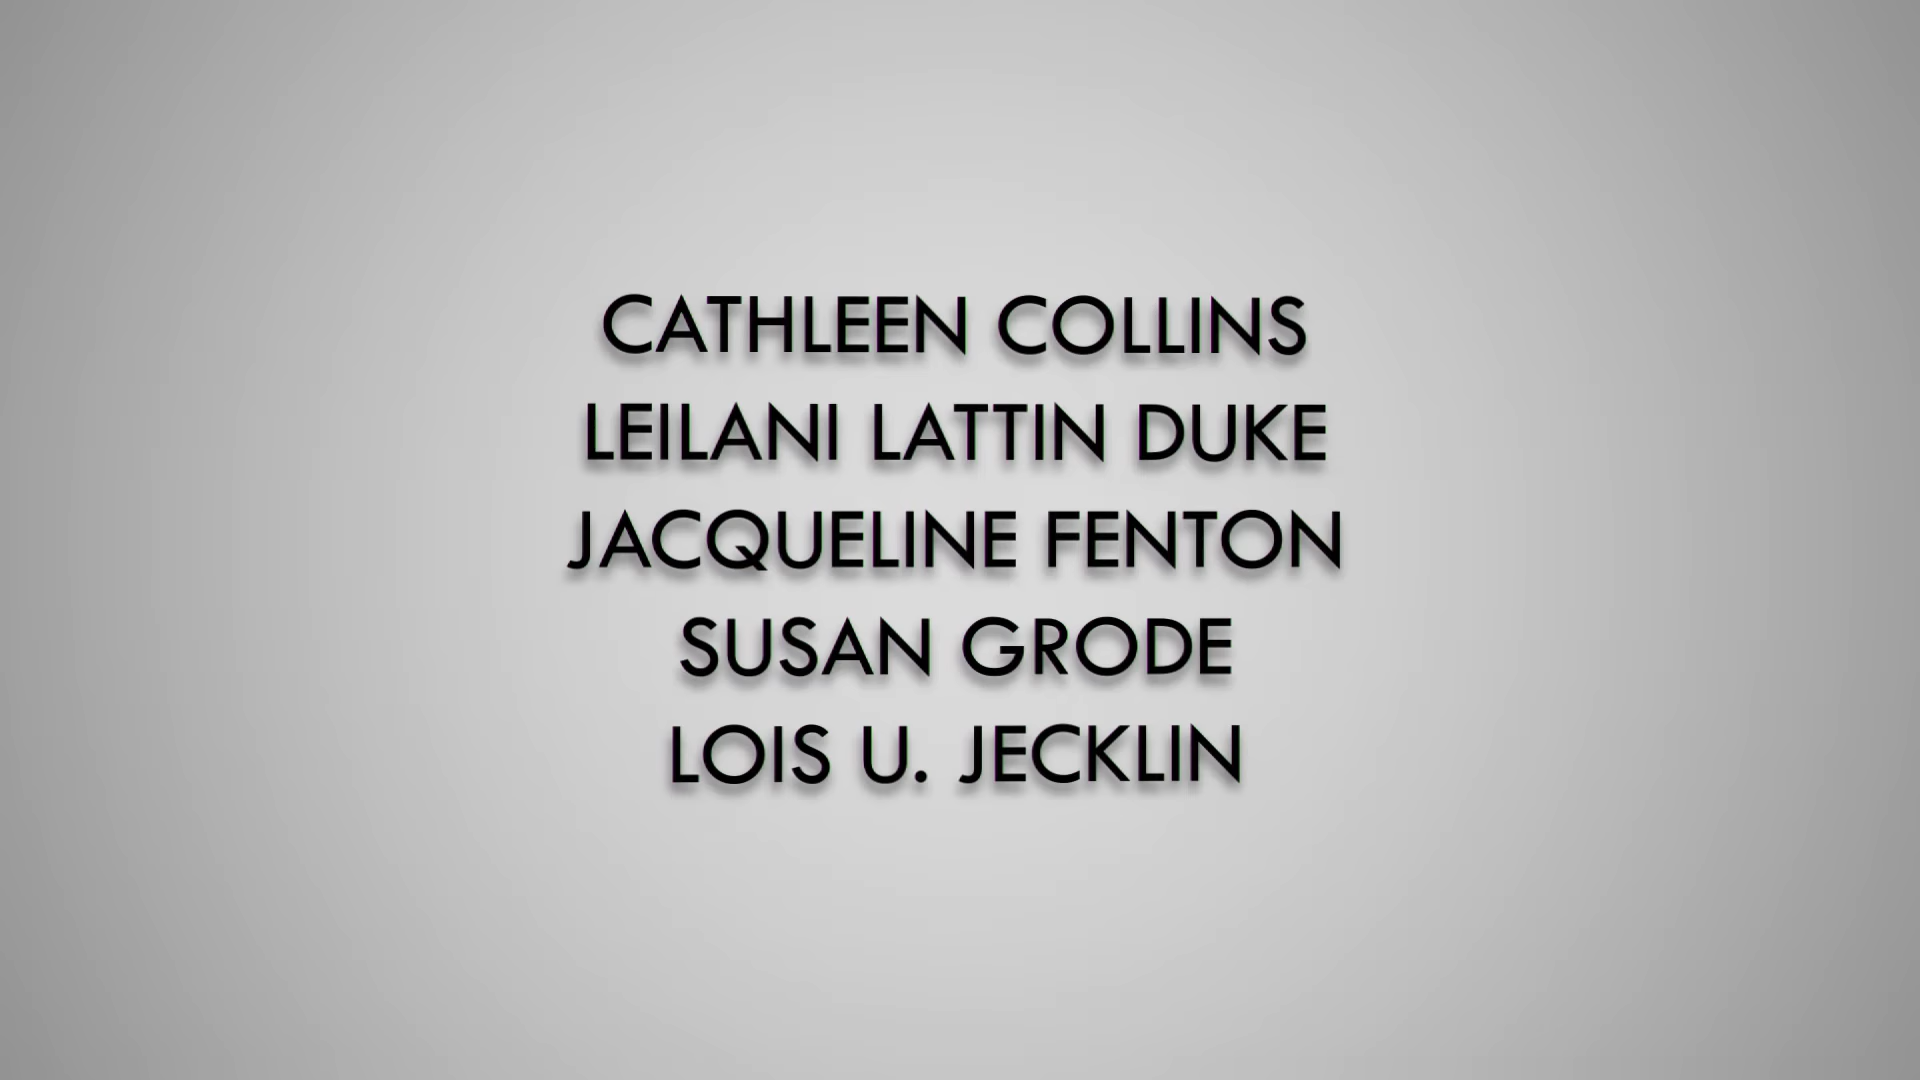 CATHLEEN COLLINS
LEILANI LATTIN DUKE
JACQUELINE FENTON
SUSAN GRODE
LOIS U. JECKLIN